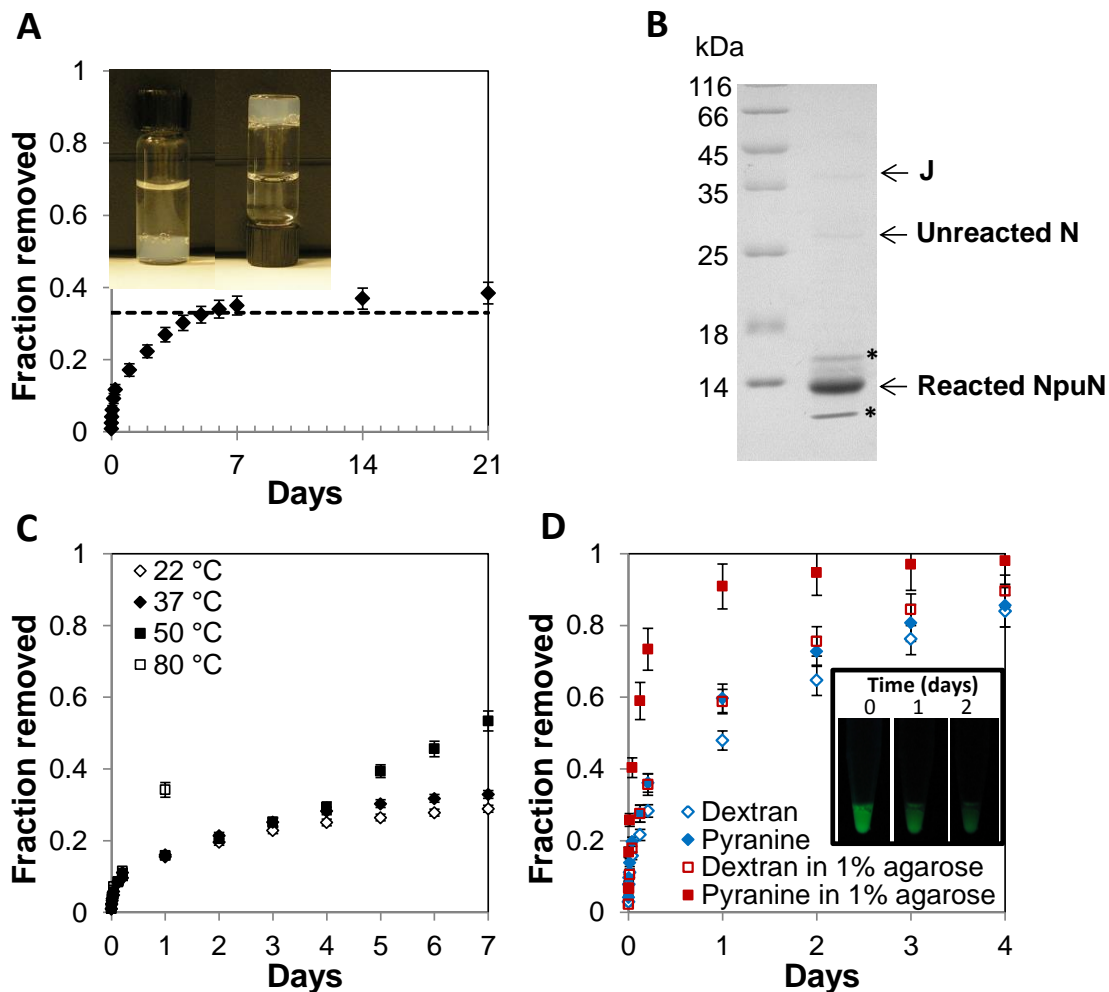 A
Fraction removed
1
0.8
0.6
0.4
0.2
0
0 7 14 21
Days
B
kDa
116
66
45
35
25
18
14
J
Unreacted N
*
Reacted NpuN
*
C
Fraction removed
1
0.8
0.6
0.4
0.2
0
22 °C
37 °C
50 °C
80 °C
0 1 2 3 4 5 6 7
Days
D
Fraction removed
1
0.8
0.6
0.4
0.2
0
Time (days)
0 1 2
Dextran
Pyranine
Dextran in 1% agarose
Pyranine in 1% agarose
0 1 2 3 4
Days